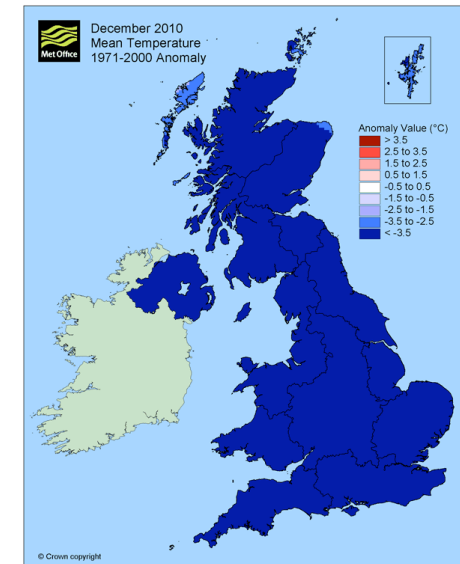 Met Office
December 2010
Mean Temperature
1971-2000 Anomaly
Anomaly Value (°C)
> 3.5
2.5 to 3.5
1.5 to 2.5
0.5 to 1.5
-0.5 to 0.5
-1.5 to -0.5
-2.5 to -1.5
-3.5 to -2.5
< -3.5
© Crown copyright